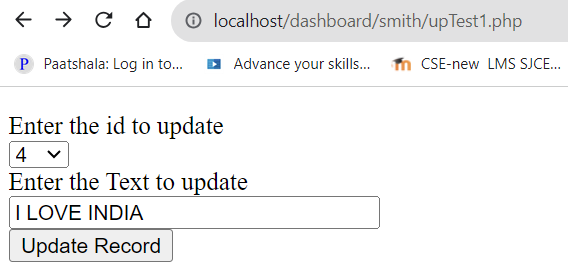 localhost/dashboard/smith/upTest1.php
P Paatshala: Log in to... Advance your skills... CSE-new LMS SJCE...
Enter the id to update
4
Enter the Text to update
I LOVE INDIA
Update Record